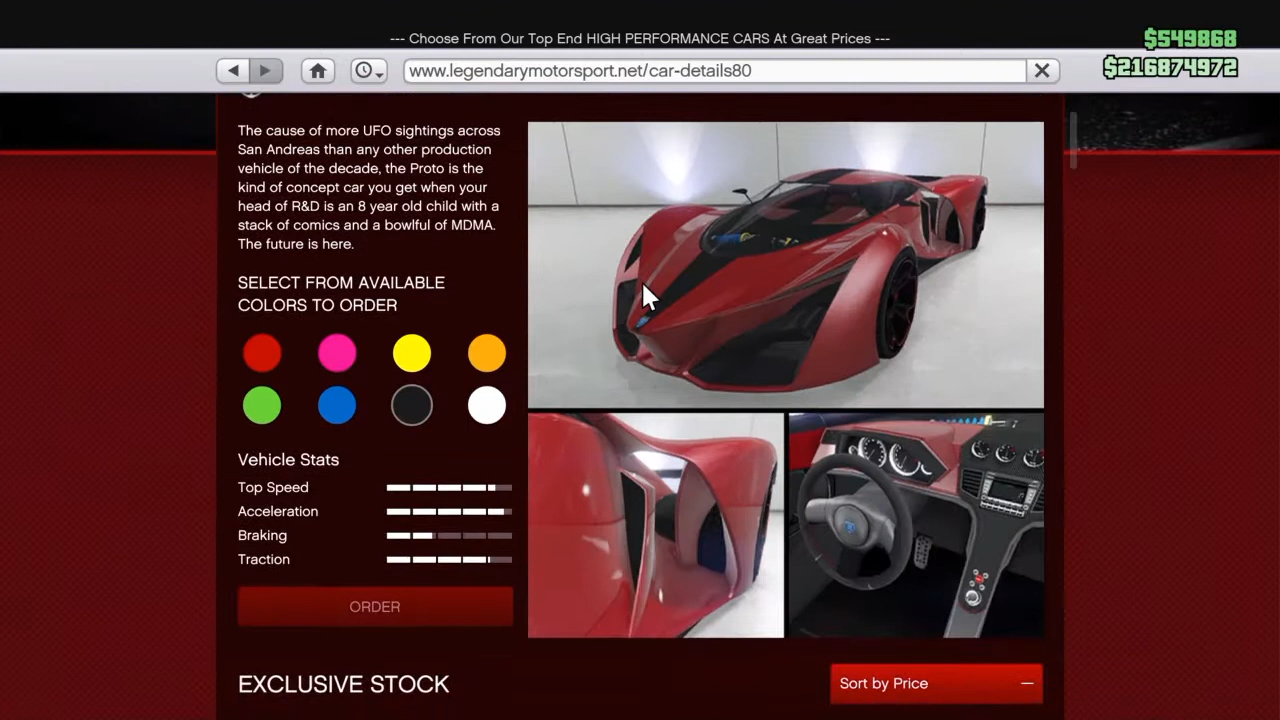 --- Choose From Our Top End HIGH PERFORMANCE CARS At Great Prices ---
$549868
$216874972
www.legendarymotorsport.net/car-details80
The cause of more UFO sightings across
San Andreas than any other production
vehicle of the decade, the Proto is the
kind of concept car you get when your
head of R&D is an 8 year old child with a
stack of comics and a bowlful of MDMA.
The future is here.
SELECT FROM AVAILABLE
COLORS TO ORDER
Vehicle Stats
Top Speed
Acceleration
Braking
Traction
ORDER
EXCLUSIVE STOCK
Sort by Price